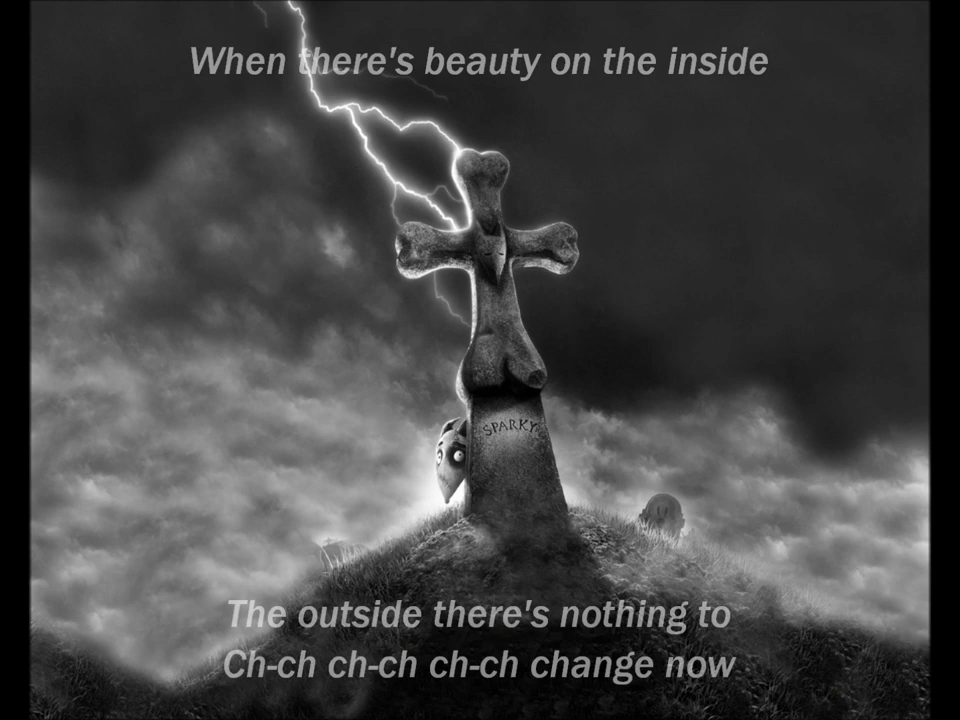 When there's beauty on the inside
SPARKY
The outside there's nothing to
Ch-ch ch-ch ch-ch change now